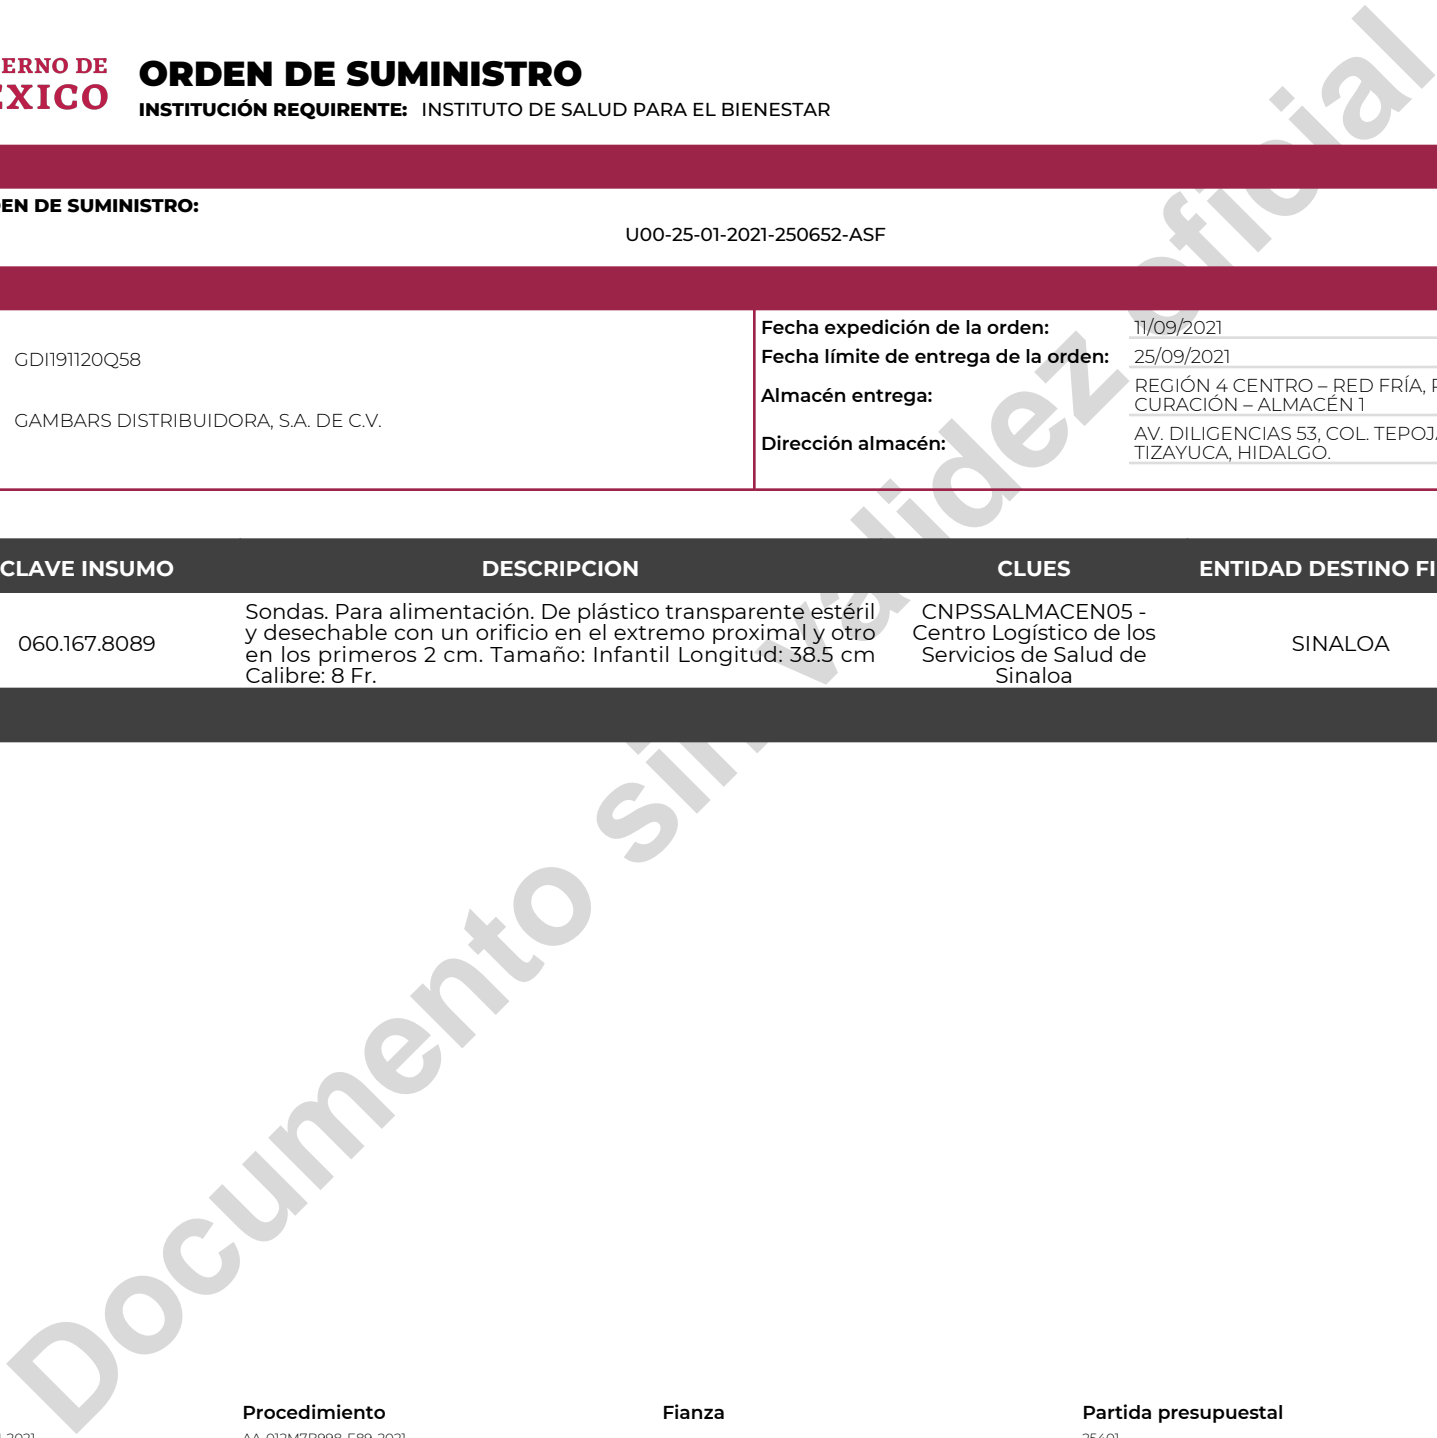 ORDEN DE SUMINISTRO
INSTITUCIÓN REQUIRENTE: INSTITUTO DE SALUD PARA EL BIENESTAR
DE SUMINISTRO:
U00-25-01-2021-250652-ASF
GDI191120Q58
GAMBARS DISTRIBUIDORA, S.A. DE C.V.
Fecha expedición de la orden: 11/09/2021
Fecha límite de entrega de la orden: 25/09/2021
Almacén entrega: REGIÓN 4 CENTRO – RED FRÍA,
CURACIÓN – ALMACÉN 1
Dirección almacén: AV. DILIGENCIAS 53, COL.
TIZAYUCA, HIDALGO.
CLAVE INSUMO DESCRIPCION CLUES ENTIDAD DESTINO
060.167.8089
Sondas. Para alimentación. De plástico transparente estéril
y desechable con un orificio en el extremo proximal y otro
en los primeros 2 cm. Tamaño: Infantil Longitud: 38.5 cm
Calibre: 8 Fr.
CNPSSALMACEN05 -
Centro Logístico de los
Servicios de Salud de
Sinaloa
SINALOA
Documento sin validez oficial
Procedimiento Fianza Partida presupuestal